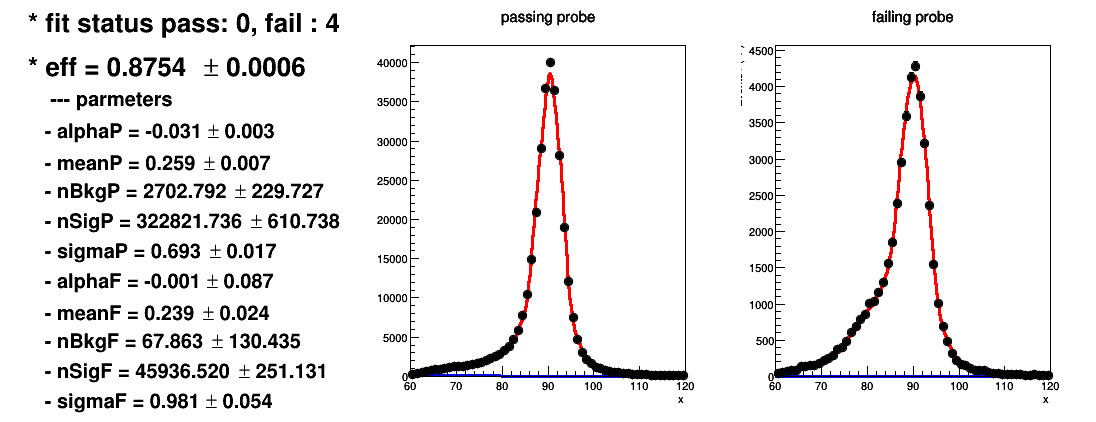 * fit status pass: 0, fail : 4
* eff = 0.8754 ± 0.0006
--- parmeters
- alphaP = -0.031 ± 0.003
- meanP = 0.259 ± 0.007
- nBkgP = 2702.792 ± 229.727
- nSigP = 322821.736 ± 610.738
- sigmaP = 0.693 ± 0.017
- alphaF = -0.001 ± 0.087
- meanF = 0.239 ± 0.024
- nBkgF = 67.863 ± 130.435
- nSigF = 45936.520 ± 251.131
- sigmaF = 0.981 ± 0.054
passing probe
40000
35000
30000
25000
20000
15000
10000
5000
0
60 70 80 90 100 110 120
x
failing probe
4500
4000
3500
3000
2500
2000
1500
1000
500
0
60 70 80 90 100 110 120
x